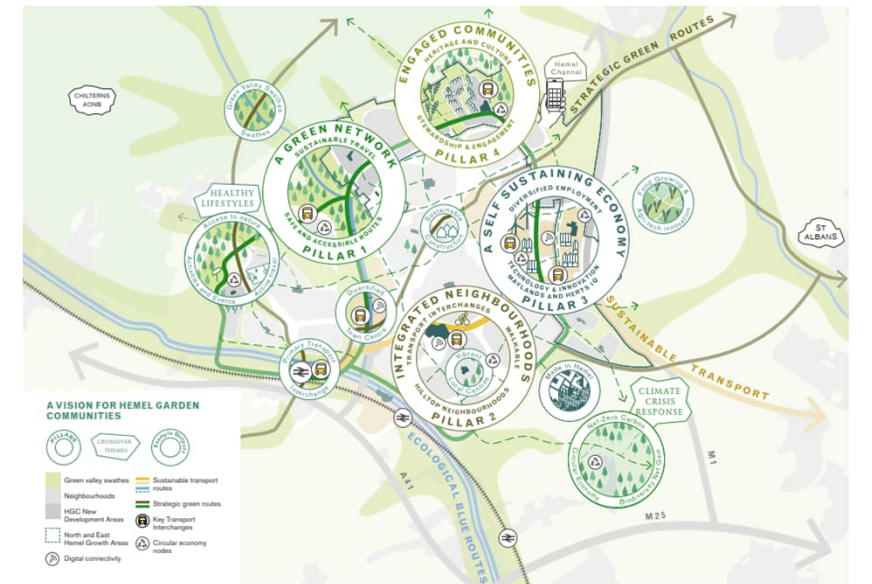 ENGAGED COMMUNITIES
HERITAGE AND CULTURE
STEWARDSHIP & ENGAGEMENT
PILLAR 4
Hemel
Channel
STRATEGIC GREEN ROUTES
CHILTERNS
AONB
Green Valley Swathes
Swathes
A GREEN NETWORK
SUSTAINABLE TRAVEL
SAFE AND ACCESSIBLE ROUTES
PILLAR 1
HEALTHY
LIFESTYLES
Access to nature
Activities and Events
Active travel
Sustainable
Construction
A SELF SUSTAINING ECONOMY
DIVERSIFIED EMPLOYMENT
TECHNOLOGY & INNOVATION
MAYLANDS AND HERTS IQ
PILLAR 3
Food Growing &
Agritech innovation
ST
ALBANS
Diversified
Town Centre
INTEGRATED NEIGHBOURHOODS
TRANSPORT INTERCHANGES
WALKABLE
Vibrant
Local Centres
HILLTOP NEIGHBOURHOODS
PILLAR 2
Primary Transport
Interchange
SUSTAINABLE TRANSPORT
Made in Hemel
CLIMATE
CRISIS
RESPONSE
Net-Zero Carbon
Circular Economy
Biodiversity Net Gain
ECOLOGICAL BLUE ROUTES
A41
M1
M25
A VISION FOR HEMEL GARDEN
COMMUNITIES
PILLARS
CROSSOVER
THEMES
Green valley swathes
Neighbourhoods
HGC New
Development Areas
North and East
Hemel Growth Areas
Digital connectivity
Sustainable transport
routes
Strategic green routes
Key Transport
Interchanges
Circular economy
nodes